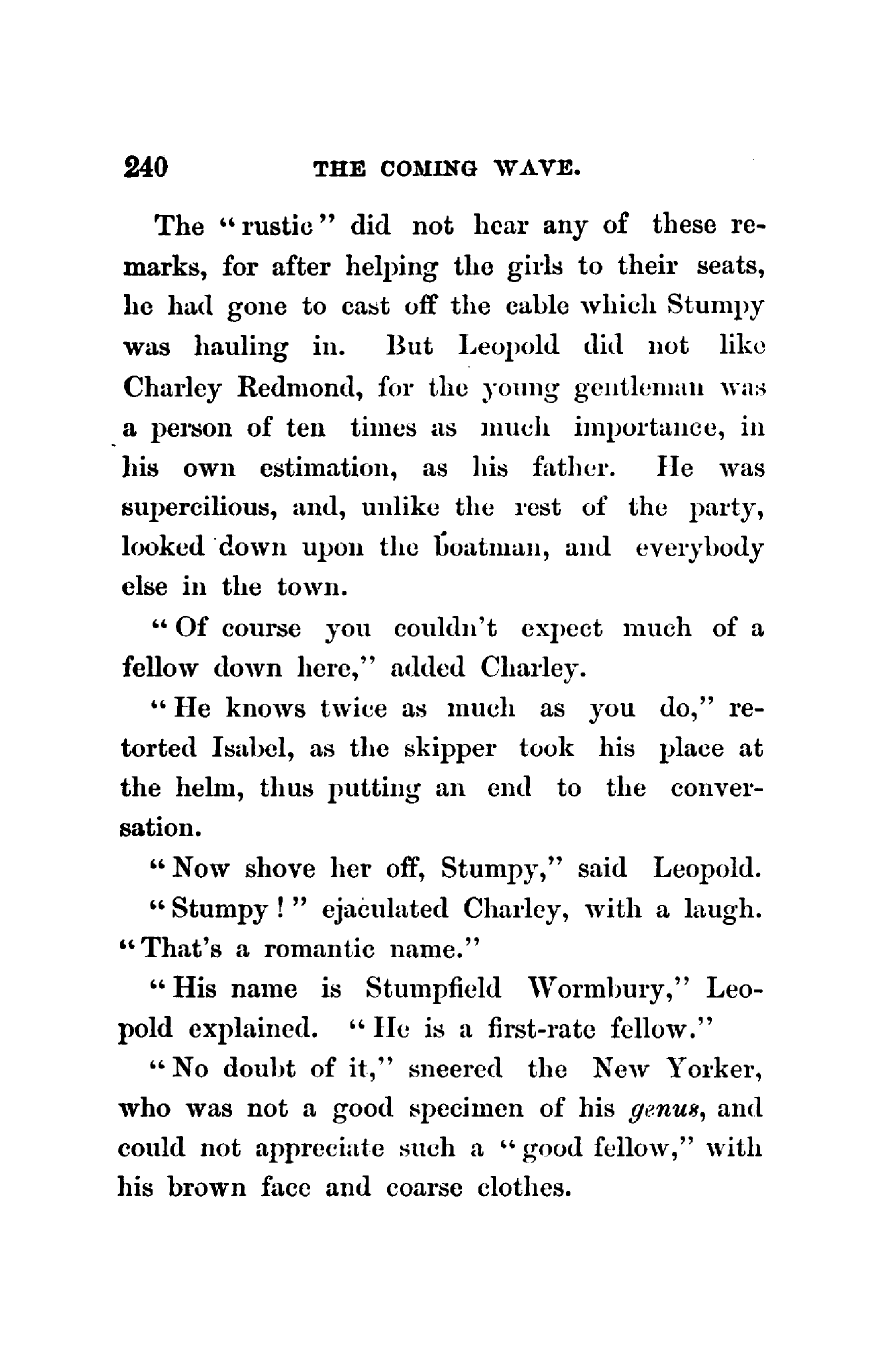 240 THE COMING WAVE.
The “rustic” did not hear any of these re-
marks, for after helping the girls to their seats,
he had gone to cast off the cable which Stumpy
was hauling in. But Leopold did not like
Charley Redmond, for the young gentleman was
a person of ten times as much importance, in
his own estimation, as his father. He was
supercilious, and, unlike the rest of the party,
looked down upon the boatman, and everybody
else in the town.
“Of course you couldn’t expect much of a
fellow down here,” added Charley.
“He knows twice as much as you do,” re-
torted Isabel, as the skipper took his place at
the helm, thus putting an end to the conver-
sation.
“Now shove her off, Stumpy,” said Leopold.
“Stumpy!” ejaculated Charley, with a laugh.
“That’s a romantic name.”
“His name is Stumpfield Wormbury,” Leo-
pold explained. “He is a first-rate fellow.”
“No doubt of it,” sneered the New Yorker,
who was not a good specimen of his genus, and
could not appreciate such a “good fellow,” with
his brown face and coarse clothes.